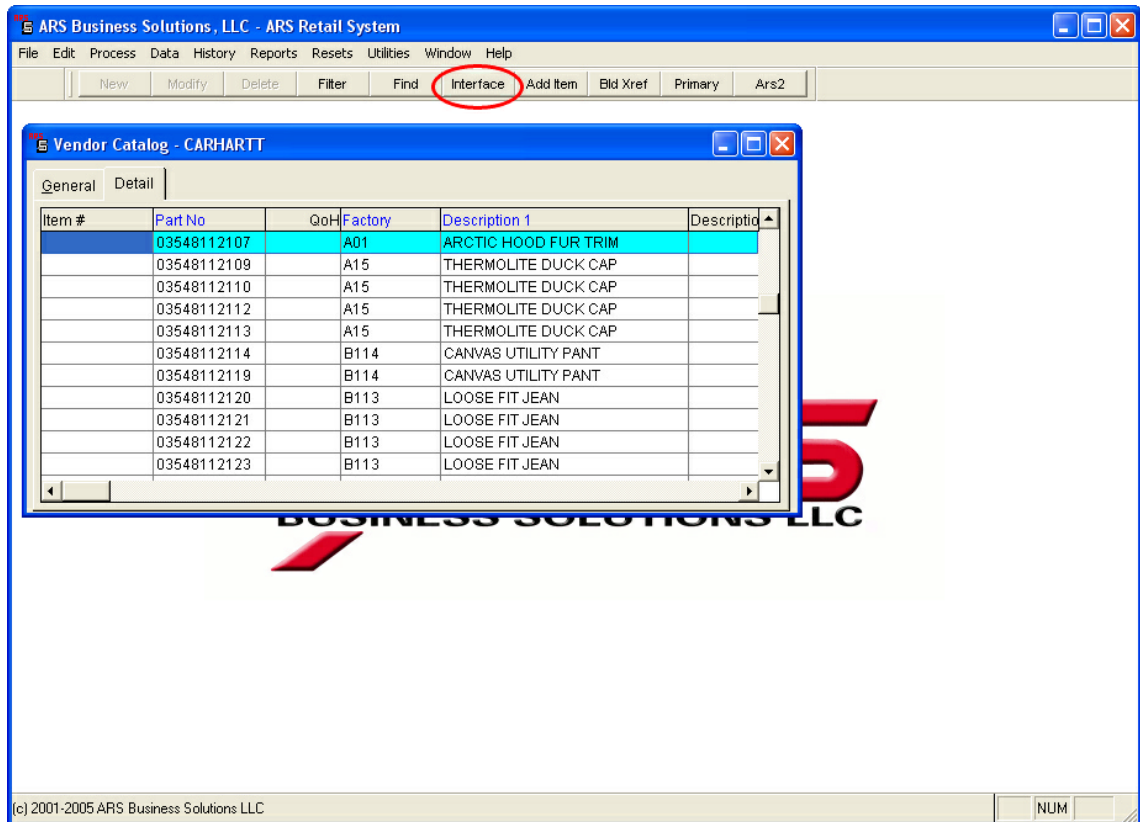 ARS Business Solutions, LLC - ARS Retail System
File Edit Process Data History Reports Resets Utilities Window Help
New Modify Delete Filter Find Interface Add Item Bld Xref Primary Ars2
Vendor Catalog - CARHARTT
General Detail
Item # Part No QoH Factory Description 1 Descriptio
03548112107 A01 ARCTIC HOOD FUR TRIM
03548112109 A15 THERMOLITE DUCK CAP
03548112110 A15 THERMOLITE DUCK CAP
03548112112 A15 THERMOLITE DUCK CAP
03548112113 A15 THERMOLITE DUCK CAP
03548112114 B114 CANVAS UTILITY PANT
03548112119 B114 CANVAS UTILITY PANT
03548112120 B113 LOOSE FIT JEAN
03548112121 B113 LOOSE FIT JEAN
03548112122 B113 LOOSE FIT JEAN
03548112123 B113 LOOSE FIT JEAN
BUSINESS SOLUTIONS LLC
(c) 2001-2005 ARS Business Solutions LLC NUM